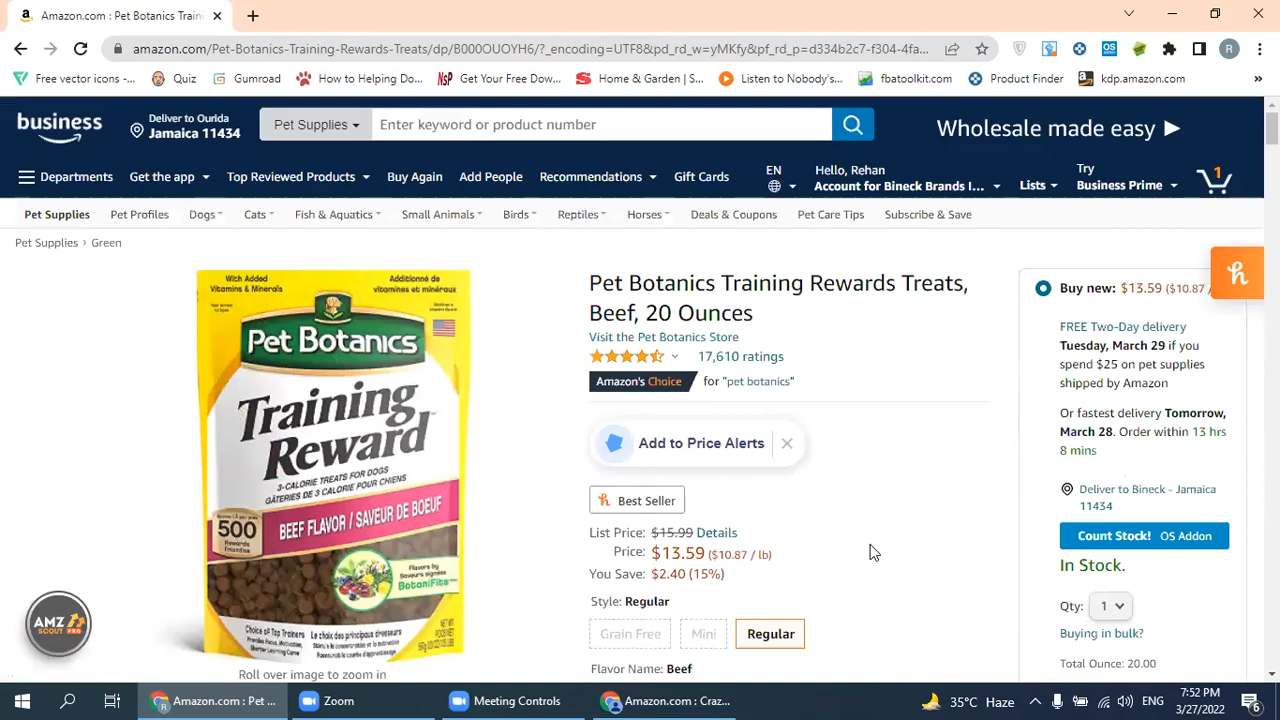 Amazon.com : Pet Botanics Traini
amazon.com/Pet-Botanics-Training-Rewards-Treats/dp/B000OUOYH6/?_encoding=UTF8&pd_rd_w=yMKfy&pf_rd_p=d334b2c7-f304-4fa...
R
Free vector icons -...
Quiz
Gumroad
How to Helping Do...
Get Your Free Dow...
Home & Garden | S...
Listen to Nobody's...
fbatoolkit.com
Product Finder
kdp.amazon.com
»
business
Deliver to Ourida
Jamaica 11434
Pet Supplies
Enter keyword or product number
Wholesale made easy ▶
Departments
Get the app
Top Reviewed Products
Buy Again
Add People
Recommendations
Gift Cards
EN
Hello, Rehan
Account for Bineck Brands I...
Lists
Try
Business Prime
1
Pet Supplies
Pet Profiles
Dogs
Cats
Fish & Aquatics
Small Animals
Birds
Reptiles
Horses
Deals & Coupons
Pet Care Tips
Subscribe & Save
Pet Supplies › Green
With Added
Vitamins & Minerals
Additionné de
vitamines et minéraux
Pet Botanics
Training
Reward
3-CALORIE TREATS FOR DOGS
GÂTERIES DE 3 CALORIE POUR CHIENS
500
BEEF FLAVOR / SAVEUR DE BOEUF
BotaniFits
Choice of Top Trainers
Roll over image to zoom in
Pet Botanics Training Rewards Treats,
Beef, 20 Ounces
Visit the Pet Botanics Store
17,610 ratings
Amazon's Choice for "pet botanics"
Add to Price Alerts
Best Seller
List Price: $15.99 Details
Price: $13.59 ($10.87 / lb)
You Save: $2.40 (15%)
Style: Regular
Grain Free
Mini
Regular
Flavor Name: Beef
Buy new: $13.59 ($10.87 /
FREE Two-Day delivery
Tuesday, March 29 if you
spend $25 on pet supplies
shipped by Amazon
Or fastest delivery Tomorrow,
March 28. Order within 13 hrs
8 mins
Deliver to Bineck - Jamaica
11434
Count Stock! OS Addon
In Stock.
Qty: 1
Buying in bulk?
Total Ounce: 20.00
AMZ
SCOUT PRO
Amazon.com : Pet ...
Zoom
Meeting Controls
Amazon.com : Craz...
35°C Haze
ENG
7:52 PM
3/27/2022
6